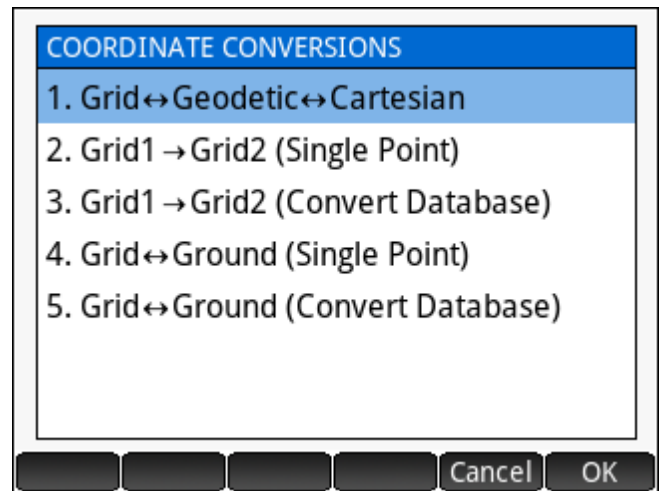 COORDINATE CONVERSIONS
1. Grid↔Geodetic↔Cartesian
2. Grid1→Grid2 (Single Point)
3. Grid1→Grid2 (Convert Database)
4. Grid↔Ground (Single Point)
5. Grid↔Ground (Convert Database)
Cancel OK